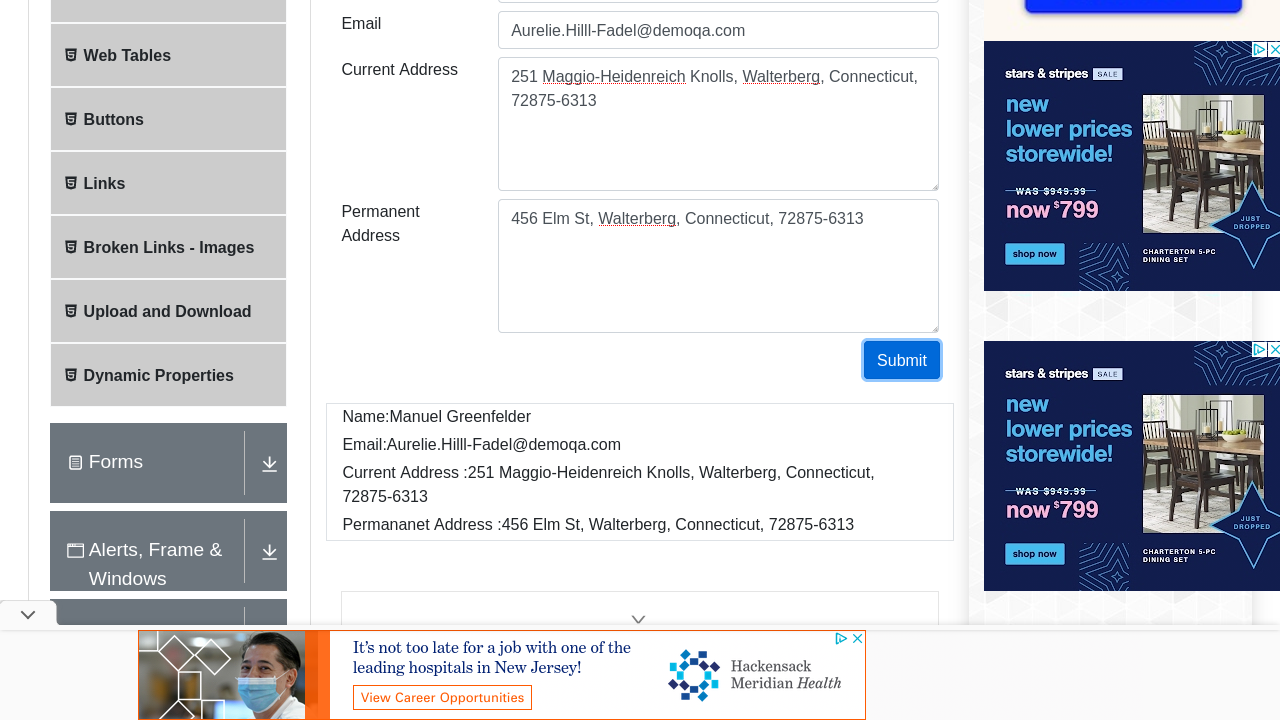 Email
Aurelie.Hilll-Fadel@demoqa.com
Web Tables
Current Address
251 Maggio-Heidenreich Knolls, Walterberg, Connecticut,
72875-6313
Buttons
Links
Permanent
Address
456 Elm St, Walterberg, Connecticut, 72875-6313
Broken Links - Images
Upload and Download
Submit
Dynamic Properties
Name:Manuel Greenfelder
Email:Aurelie.Hilll-Fadel@demoqa.com
Current Address :251 Maggio-Heidenreich Knolls, Walterberg, Connecticut,
72875-6313
Permananet Address :456 Elm St, Walterberg, Connecticut, 72875-6313
Forms
Alerts, Frame &
Windows
stars & stripes SALE
new
lower prices
storewide!
WAS $949.99
now $799
JUST
DROPPED
shop now
CHARTERTON 5-PC
DINING SET
stars & stripes SALE
new
lower prices
storewide!
WAS $949.99
now $799
JUST
DROPPED
shop now
CHARTERTON 5-PC
DINING SET
It's not too late for a job with one of the
leading hospitals in New Jersey!
View Career Opportunities
Hackensack
Meridian Health